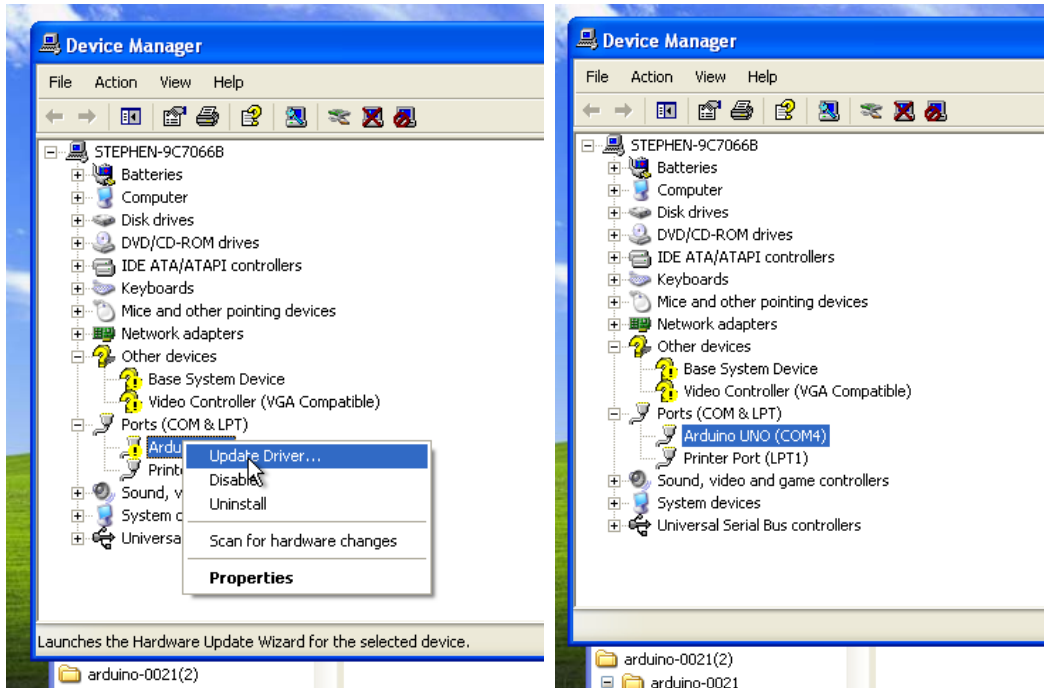 Device Manager
File Action View Help
STEPHEN-9C7066B
Batteries
Computer
Disk drives
DVD/CD-ROM drives
IDE ATA/ATAPI controllers
Keyboards
Mice and other pointing devices
Network adapters
Other devices
Base System Device
Video Controller (VGA Compatible)
Ports (COM & LPT)
Ardu
Printe
Sound, v
System d
Universa
Update Driver...
Disable
Uninstall
Scan for hardware changes
Properties
Launches the Hardware Update Wizard for the selected device.
arduino-0021(2)
Device Manager
File Action View Help
STEPHEN-9C7066B
Batteries
Computer
Disk drives
DVD/CD-ROM drives
IDE ATA/ATAPI controllers
Keyboards
Mice and other pointing devices
Network adapters
Other devices
Base System Device
Video Controller (VGA Compatible)
Ports (COM & LPT)
Arduino UNO (COM4)
Printer Port (LPT1)
Sound, video and game controllers
System devices
Universal Serial Bus controllers
arduino-0021(2)
arduino-0021